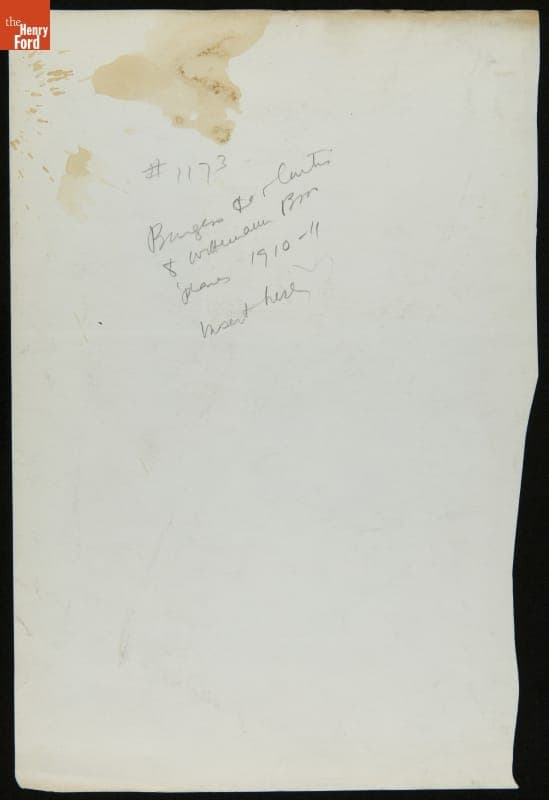 the
Henry
Ford
# 1173
Burgess Co & Curtis
& Wittemann Bros
'planes 1910-11
insert here